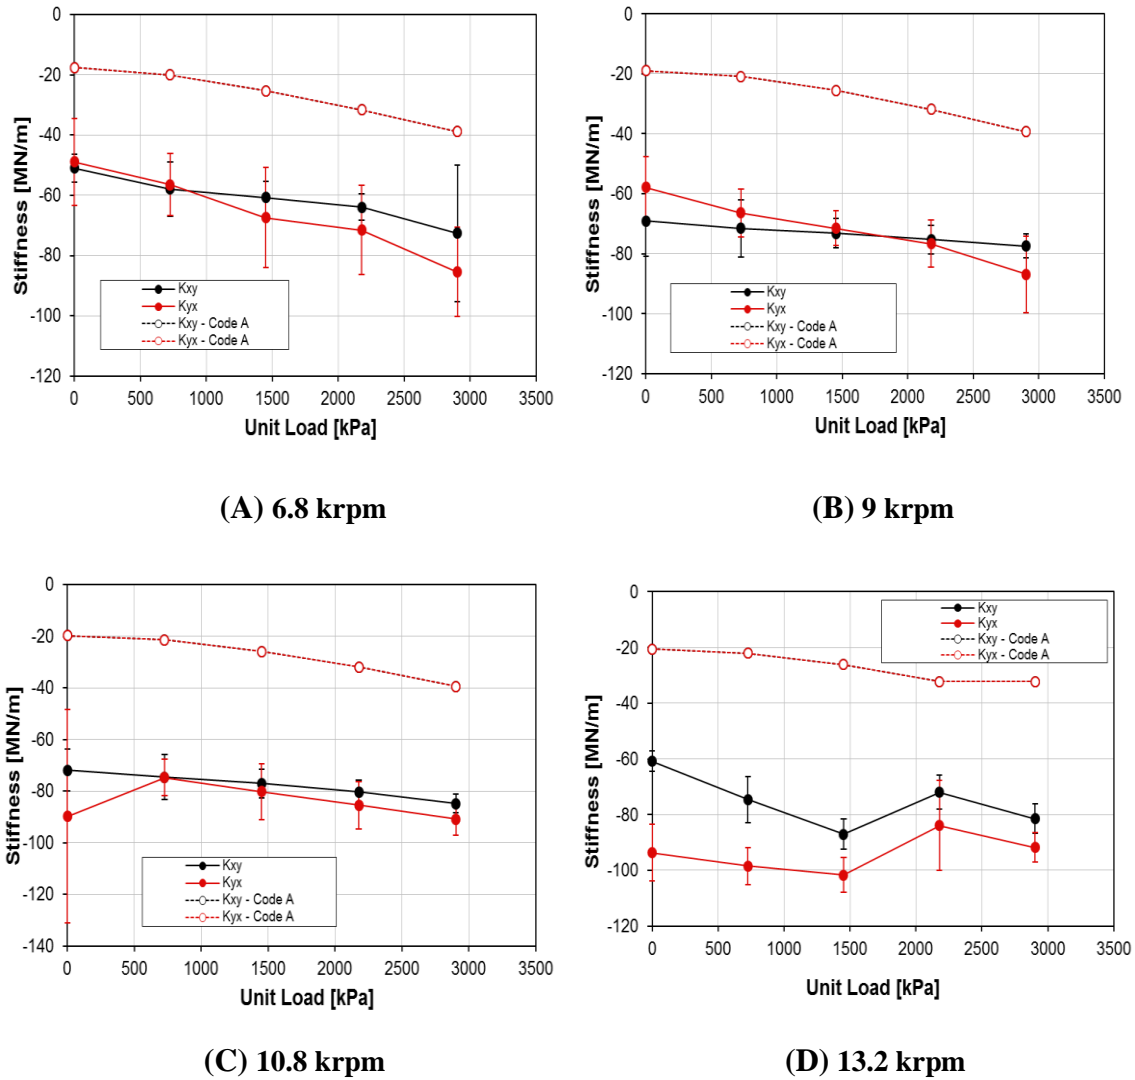 0
-20
-40
-60
-80
-100
-120
Stiffness [MN/m]
Kxy
Kyx
Kxy - Code A
Kyx - Code A
0 500 1000 1500 2000 2500 3000 3500
Unit Load [kPa]
(A) 6.8 krpm
0
-20
-40
-60
-80
-100
-120
Stiffness [MN/m]
Kxy
Kyx
Kxy - Code A
Kyx - Code A
0 500 1000 1500 2000 2500 3000 3500
Unit Load [kPa]
(B) 9 krpm
0
-20
-40
-60
-80
-100
-120
-140
Stiffness [MN/m]
Kxy
Kyx
Kxy - Code A
Kyx - Code A
0 500 1000 1500 2000 2500 3000 3500
Unit Load [kPa]
(C) 10.8 krpm
0
-20
-40
-60
-80
-100
-120
Stiffness [MN/m]
Kxy
Kyx
Kxy - Code A
Kyx - Code A
0 500 1000 1500 2000 2500 3000 3500
Unit Load [kPa]
(D) 13.2 krpm